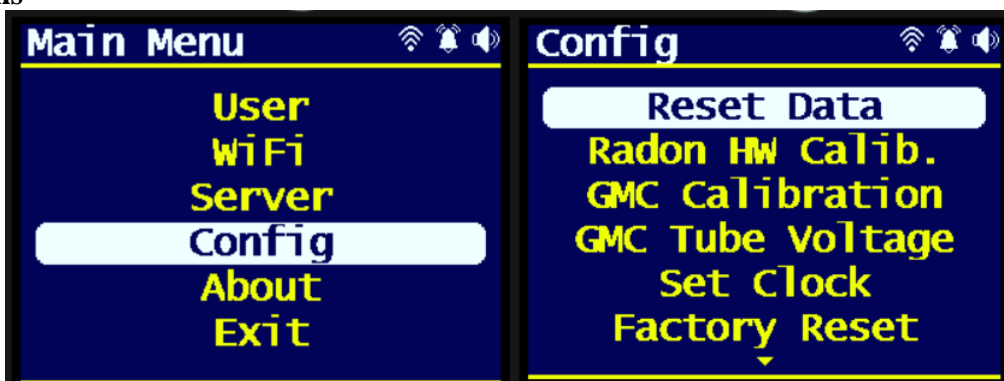 Main Menu
User
WiFi
Server
Config
About
Exit
Config
Reset Data
Radon HW Calib.
GMC Calibration
GMC Tube Voltage
Set Clock
Factory Reset